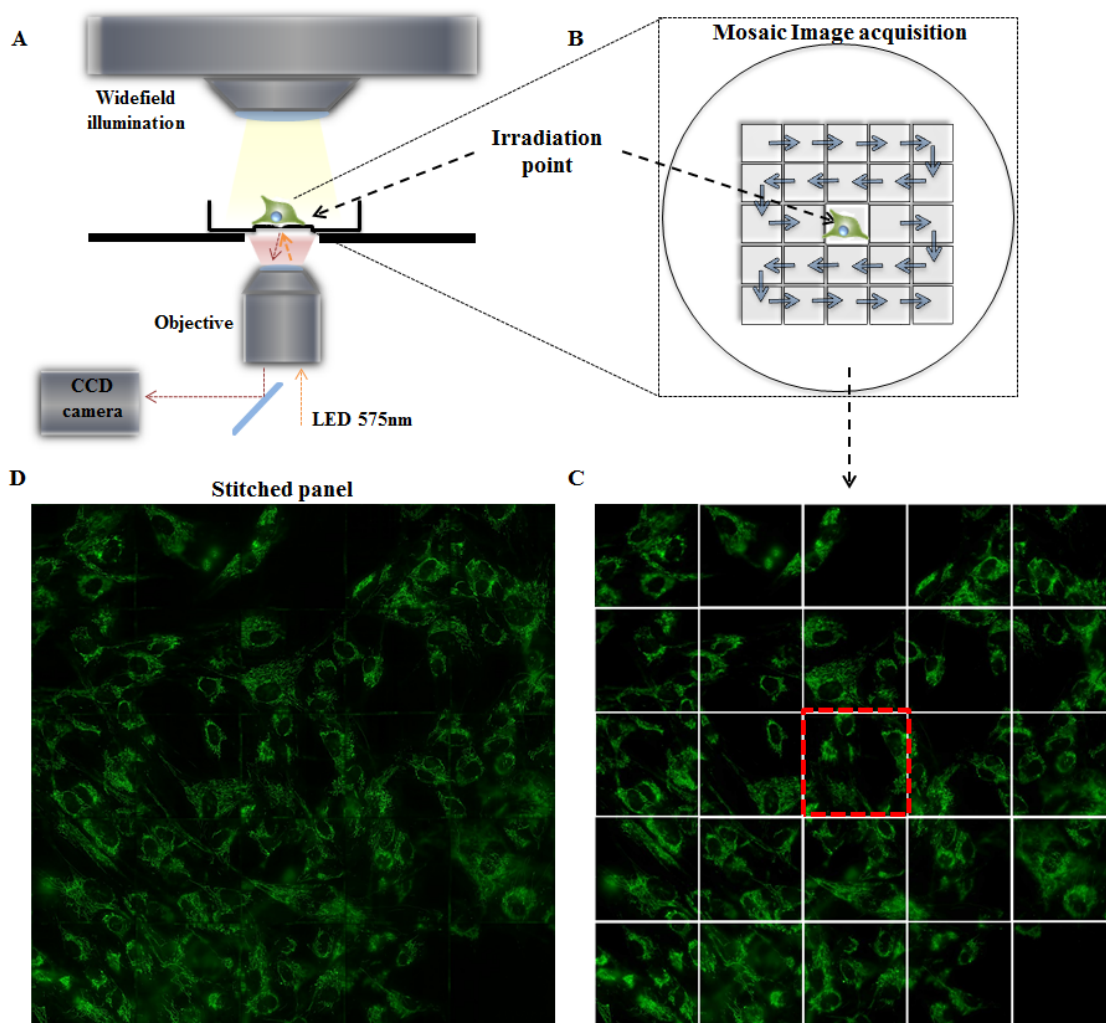 A
Widefield
illumination
Irradiation
point
Objective
CCD
camera
LED 575nm
B
Mosaic Image acquisition
D
Stitched panel
C